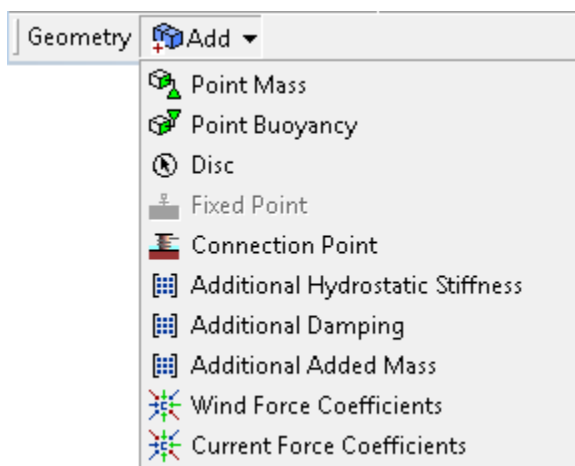 Geometry Add
Point Mass
Point Buoyancy
Disc
Fixed Point
Connection Point
Additional Hydrostatic Stiffness
Additional Damping
Additional Added Mass
Wind Force Coefficients
Current Force Coefficients